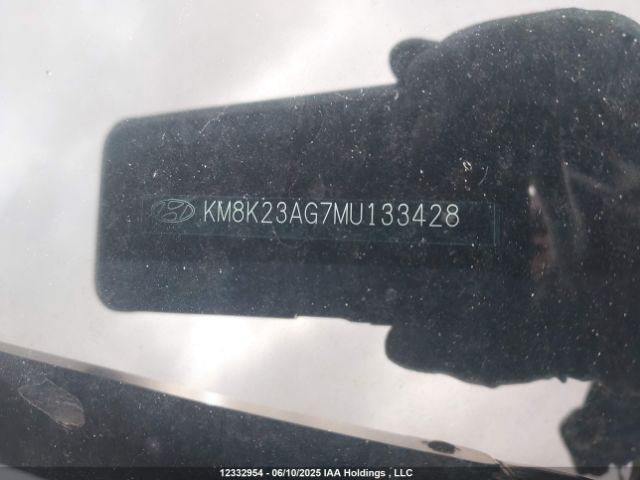 KM8K23AG7MU133428
12332954 - 06/10/2025 IAA Holdings , LLC